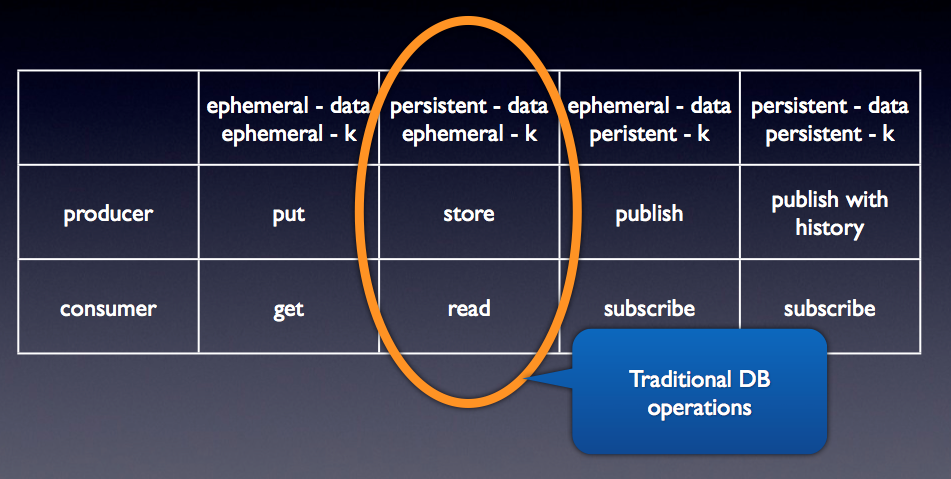 ephemeral - data persistent - data ephemeral - data persistent - data
ephemeral - k ephemeral - k peristent - k persistent - k
producer put store publish publish with
history
consumer get read subscribe subscribe
Traditional DB
operations